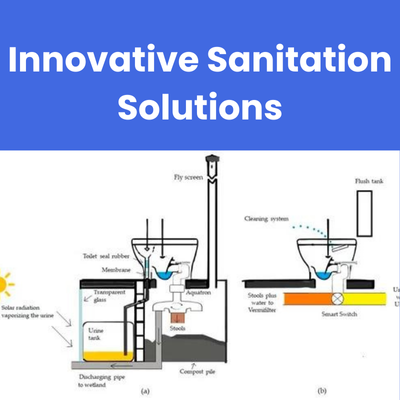 Innovative Sanitation
Solutions
Fly screen
Flush tank
Cleaning system
Toilet seal rubber
Membrane
Transparent
glass
Aquatron
Solar radiation
vaporizing the urine
Urine
tank
Stools
Stools plus
water to
Vermifilter
Smart Switch
Discharging pipe
to wetland
Compost pile
(a)
(b)